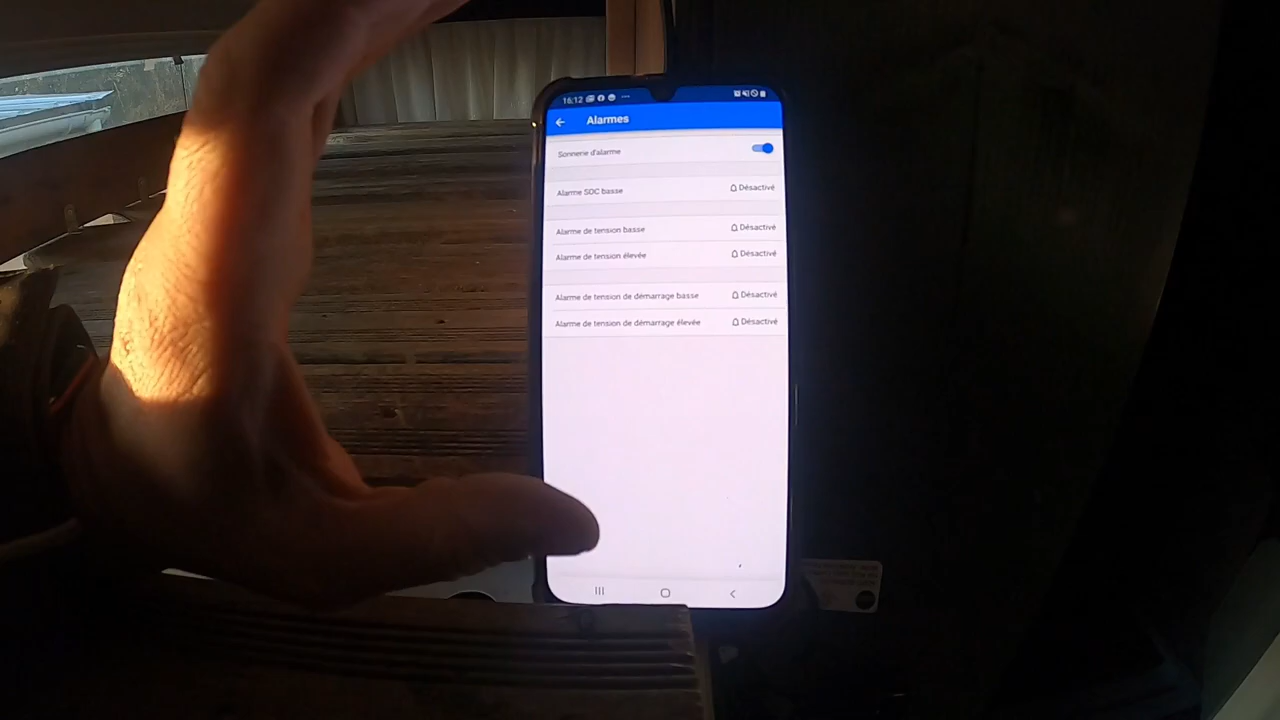 16:12
Alarmes
Sonnerie d'alarme
Alarme SOC basse Désactivé
Alarme de tension basse Désactivé
Alarme de tension élevée Désactivé
Alarme de tension de démarrage basse Désactivé
Alarme de tension de démarrage élevée Désactivé